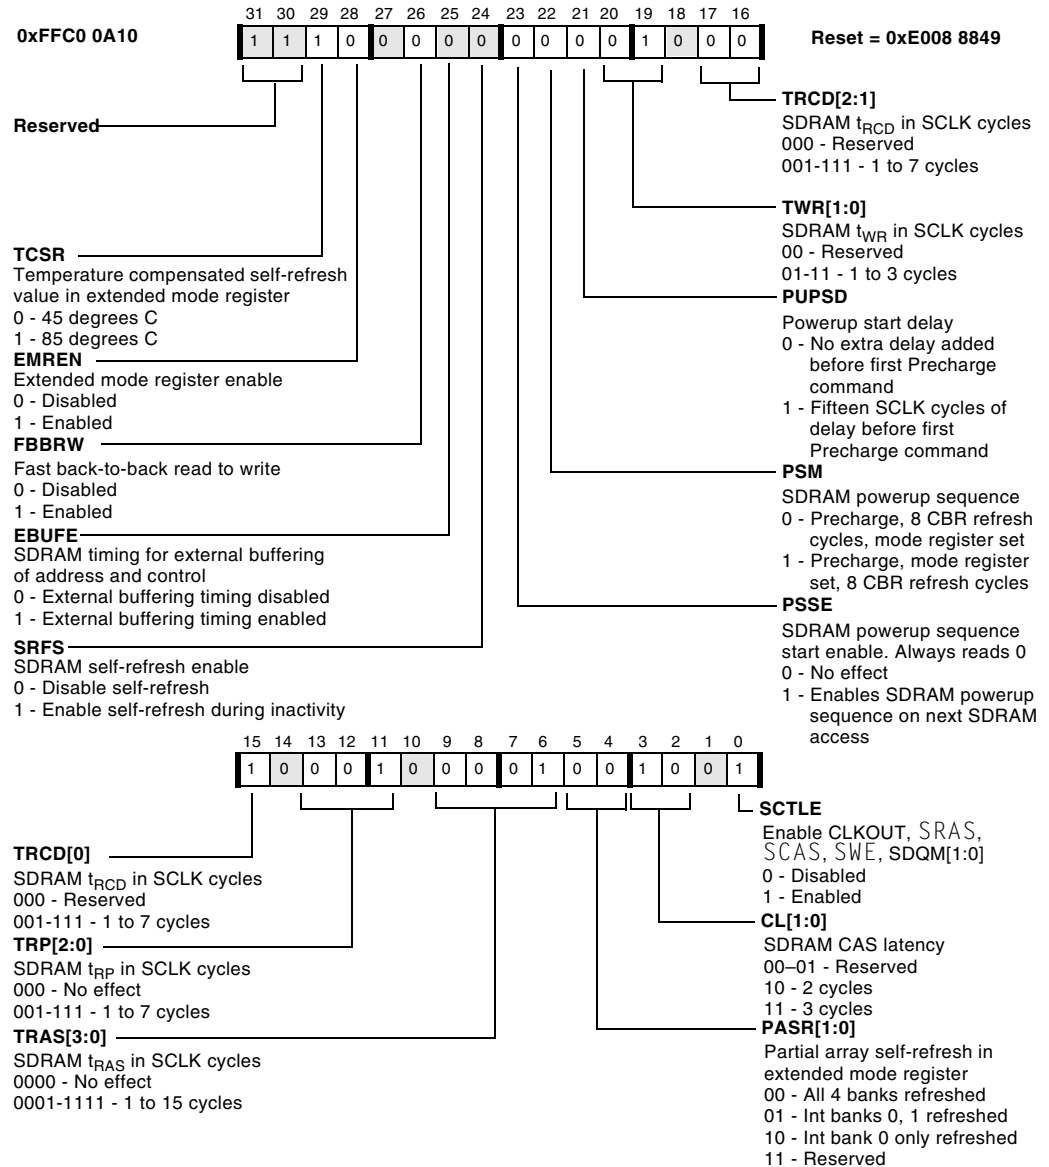 31 30 29 28 27 26 25 24 23 22 21 20 19 18 17 16
0xFFC0 0A10
1 1 1 0 0 0 0 0 0 0 0 0 1 0 0 0
Reset = 0xE008 8849
Reserved
TCSR
Temperature compensated self-refresh
value in extended mode register
0 - 45 degrees C
1 - 85 degrees C
EMREN
Extended mode register enable
0 - Disabled
1 - Enabled
FBBRW
Fast back-to-back read to write
0 - Disabled
1 - Enabled
EBUFE
SDRAM timing for external buffering
of address and control
0 - External buffering timing disabled
1 - External buffering timing enabled
SRFS
SDRAM self-refresh enable
0 - Disable self-refresh
1 - Enable self-refresh during inactivity
TRCD[2:1]
SDRAM tRCD in SCLK cycles
000 - Reserved
001-111 - 1 to 7 cycles
TWR[1:0]
SDRAM tWR in SCLK cycles
00 - Reserved
01-11 - 1 to 3 cycles
PUPSD
Powerup start delay
0 - No extra delay added
before first Precharge
command
1 - Fifteen SCLK cycles of
delay before first
Precharge command
PSM
SDRAM powerup sequence
0 - Precharge, 8 CBR refresh
cycles, mode register set
1 - Precharge, mode register
set, 8 CBR refresh cycles
PSSE
SDRAM powerup sequence
start enable. Always reads 0
0 - No effect
1 - Enables SDRAM powerup
sequence on next SDRAM
access
15 14 13 12 11 10 9 8 7 6 5 4 3 2 1 0
1 0 0 0 1 0 0 0 0 1 0 0 1 0 0 1
TRCD[0]
SDRAM tRCD in SCLK cycles
000 - Reserved
001-111 - 1 to 7 cycles
TRP[2:0]
SDRAM tRP in SCLK cycles
000 - No effect
001-111 - 1 to 7 cycles
TRAS[3:0]
SDRAM tRAS in SCLK cycles
0000 - No effect
0001-1111 - 1 to 15 cycles
SCTLE
Enable CLKOUT, SRAS,
SCAS, SWE, SDQM[1:0]
0 - Disabled
1 - Enabled
CL[1:0]
SDRAM CAS latency
00–01 - Reserved
10 - 2 cycles
11 - 3 cycles
PASR[1:0]
Partial array self-refresh in
extended mode register
00 - All 4 banks refreshed
01 - Int banks 0, 1 refreshed
10 - Int bank 0 only refreshed
11 - Reserved